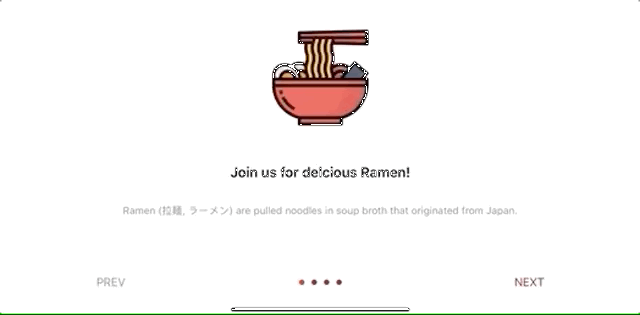 Join us for delcious Ramen!
Ramen (拉麺, ラーメン) are pulled noodles in soup broth that originated from Japan.
PREV
NEXT